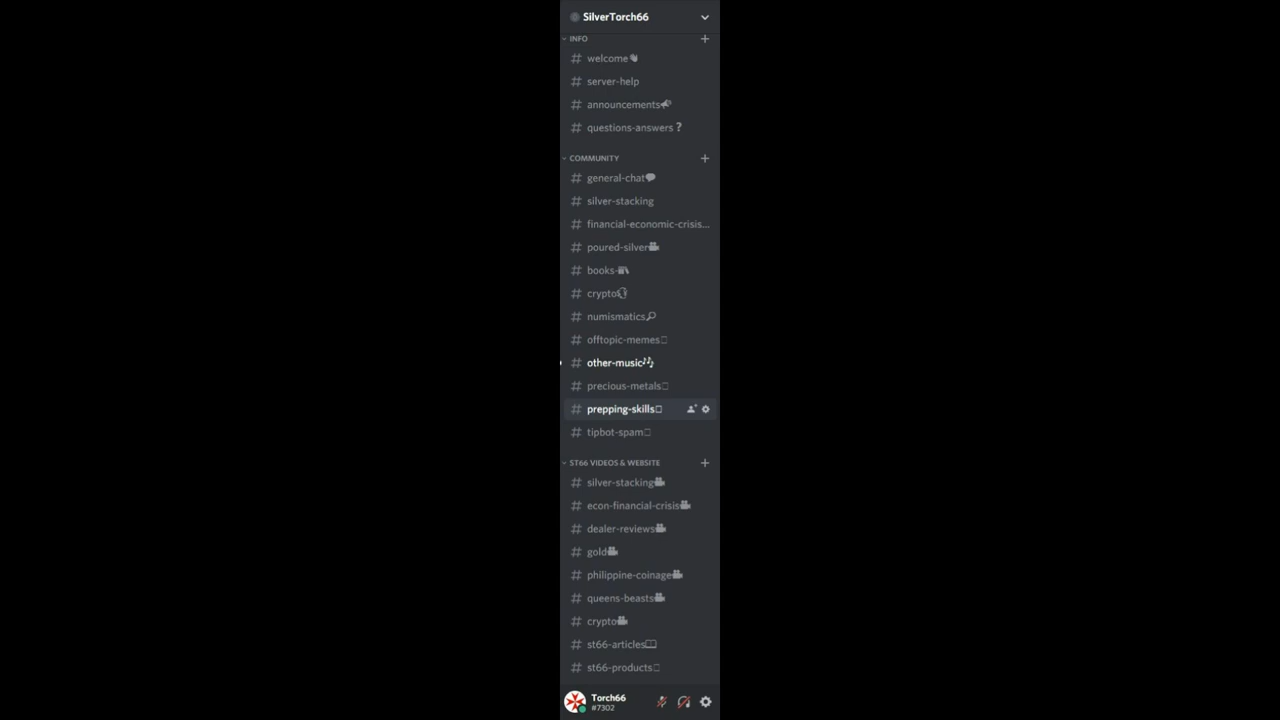 SilverTorch66
INFO
# welcome👋
# server-help
# announcements📣
# questions-answers❓
COMMUNITY
# general-chat💬
# silver-stacking
# financial-economic-crisis...
# poured-silver🎥
# books-📚
# crypto
# numismatics🔎
# offtopic-memes
# other-music🎶
# precious-metals
# prepping-skills
# tipbot-spam
ST66 VIDEOS & WEBSITE
# silver-stacking🎥
# econ-financial-crisis🎥
# dealer-reviews🎥
# gold🎥
# philippine-coinage🎥
# queens-beasts🎥
# crypto🎥
# st66-articles📖
# st66-products
Torch66
#7302